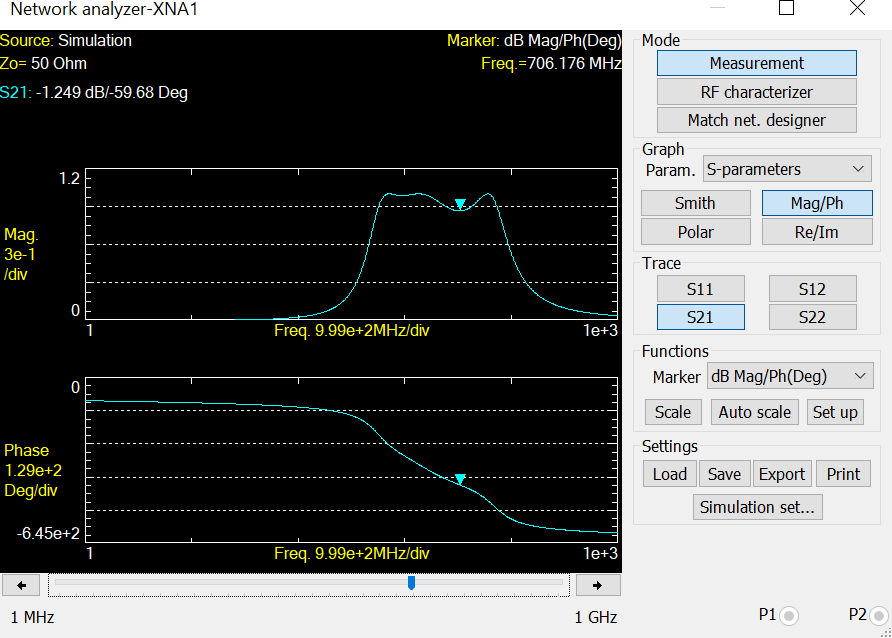 Network analyzer-XNA1
Source: Simulation
Marker: dB Mag/Ph(Deg)
Zo= 50 Ohm
Freq.=706.176 MHz
S21: -1.249 dB/-59.68 Deg
1.2
Mag.
3e-1
/div
0
1
Freq. 9.99e+2MHz/div
1e+3
0
Phase
1.29e+2
Deg/div
-6.45e+2
1
Freq. 9.99e+2MHz/div
1e+3
1 MHz
1 GHz
Mode
Measurement
RF characterizer
Match net. designer
Graph
Param. S-parameters
Smith
Mag/Ph
Polar
Re/Im
Trace
S11
S12
S21
S22
Functions
Marker dB Mag/Ph(Deg)
Scale
Auto scale
Set up
Settings
Load
Save
Export
Print
Simulation set...
P1
P2